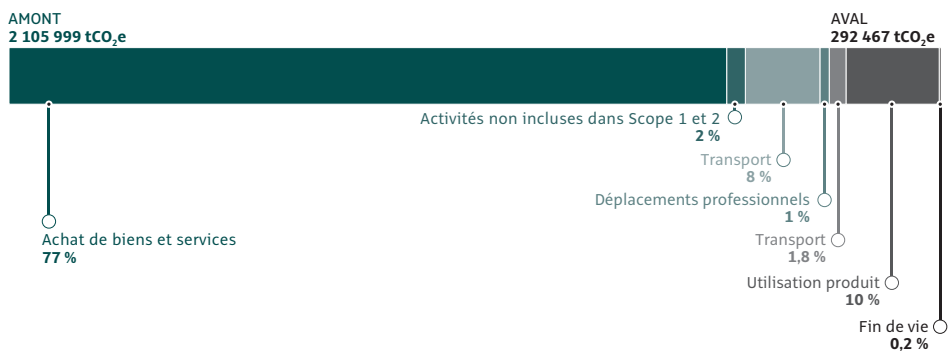 AMONT
2 105 999 tCO₂e
AVAL
292 467 tCO₂e
Activités non incluses dans Scope 1 et 2
2 %
Transport
8 %
Déplacements professionnels
1 %
Achat de biens et services
77 %
Transport
1,8 %
Utilisation produit
10 %
Fin de vie
0,2 %